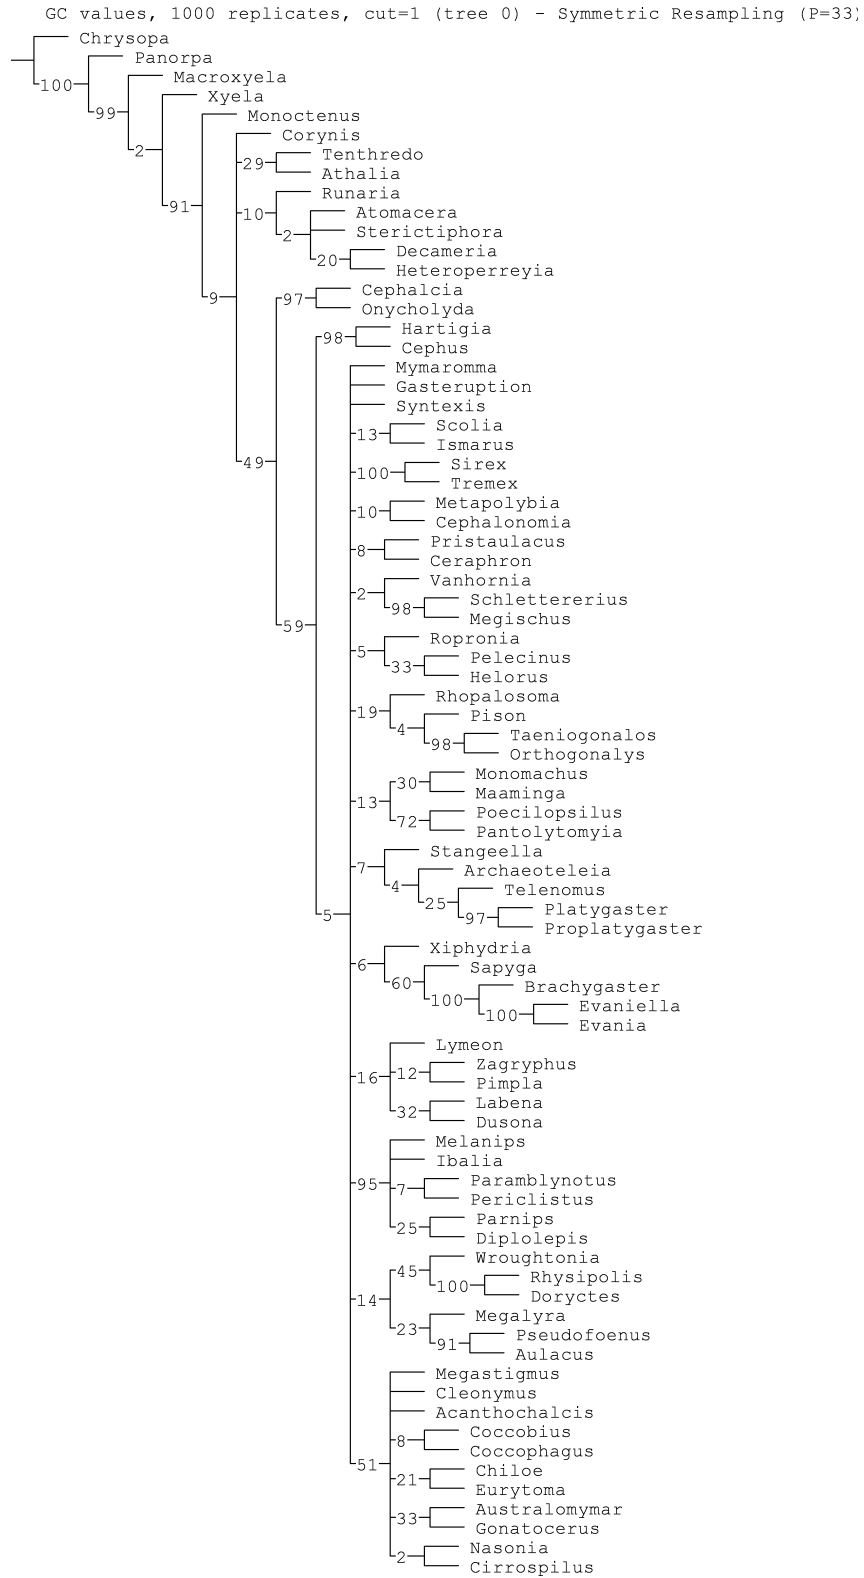 GC values, 1000 replicates, cut=1 (tree 0) - Symmetric Resampling (P=33)
Chrysopa
Panorpa
100
Macroxyela
Xyela
99
Monoctenus
Corynis
2
Tenthredo
29
Athalia
Runaria
91
Atomacera
10
Sterictiphora
2
Decameria
20
Heteroperreyia
Cephalcia
9
97
Onycholyda
Hartigia
98
Cephus
Mymaromma
Gasteruption
Syntexis
Scolia
13
Ismarus
49
Sirex
100
Tremex
Metapolybia
10
Cephalonomia
Pristaulacus
8
Ceraphron
Vanhornia
2
Schlettererius
98
Megischus
59
Ropronia
5
Pelecinus
33
Helorus
Rhopalosoma
19
Pison
4
Taeniogonalos
98
Orthogonalys
Monomachus
30
Maaminga
13
Poecilopsilus
72
Pantolytomyia
Stangeella
7
Archaeoteleia
4
Telenomus
25
Platygaster
5
97
Proplatygaster
Xiphydria
6
Sapyga
60
Brachygaster
100
Evaniella
100
Evania
Lymeon
Zagryphus
16
12
Pimpla
Labena
32
Dusona
Melanips
Ibalia
95
Paramblynotus
7
Periclistus
Parnips
25
Diplolepis
Wroughtonia
45
Rhysipolis
100
Doryctes
14
Megalyra
23
Pseudofoenus
91
Aulacus
Megastigmus
Cleonymus
Acanthochalcis
Coccobius
8
Coccophagus
51
Chiloe
21
Eurytoma
Australomymar
33
Gonatocerus
Nasonia
2
Cirrospilus